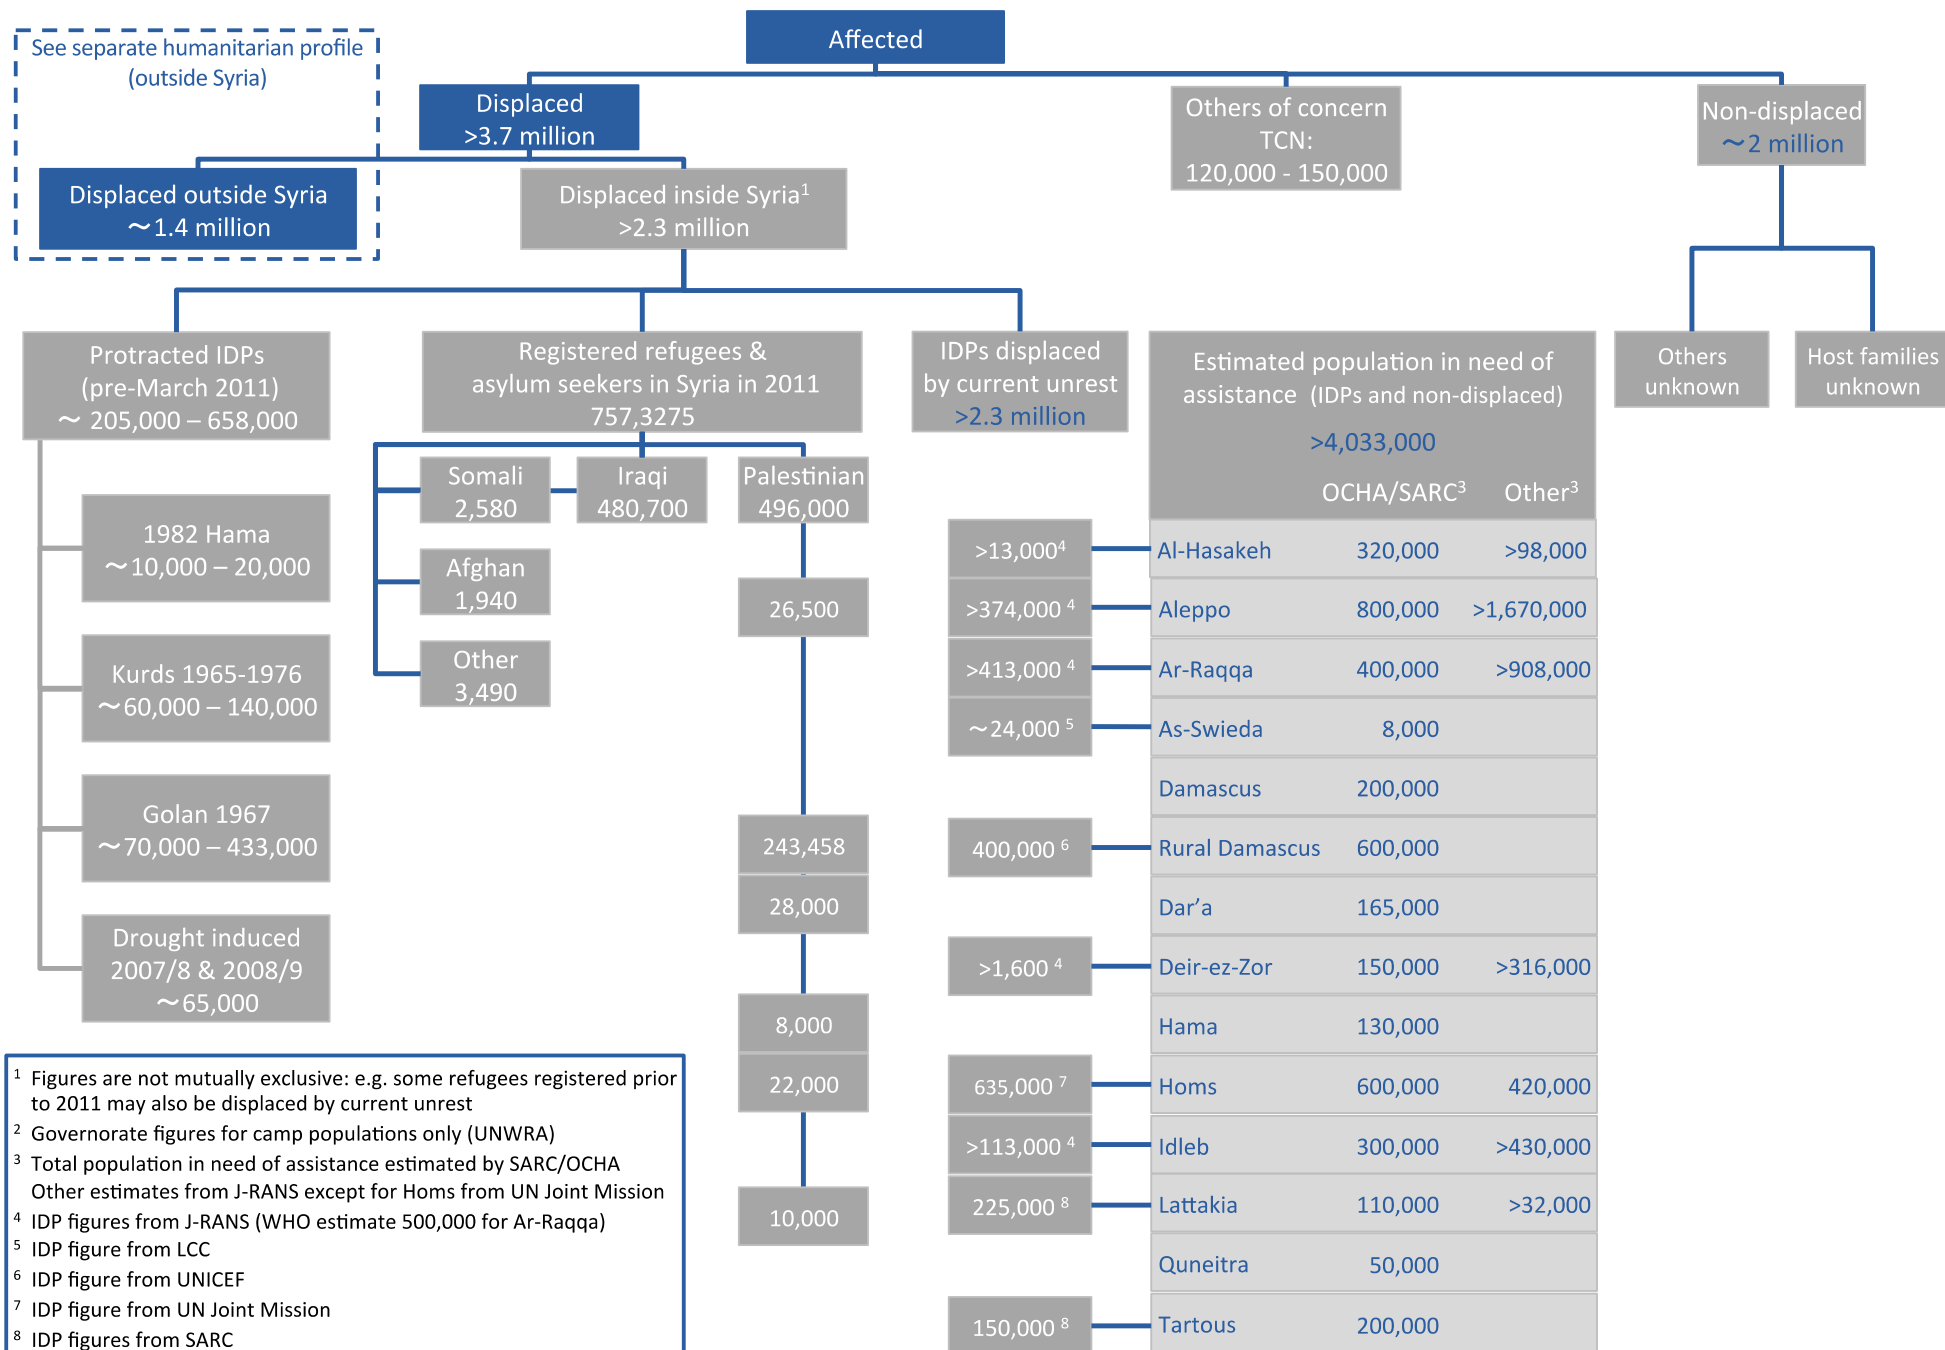 Affected
See separate humanitarian profile
(outside Syria)
Displaced
>3.7 million
Others of concern
TCN:
120,000 - 150,000
Non-displaced
~2 million
Displaced outside Syria
~1.4 million
Displaced inside Syria¹
>2.3 million
Protracted IDPs
(pre-March 2011)
~ 205,000 – 658,000
Registered refugees &
asylum seekers in Syria in 2011
757,3275
IDPs displaced
by current unrest
>2.3 million
Estimated population in need of
assistance (IDPs and non-displaced)
>4,033,000
OCHA/SARC³ Other³
Others
unknown
Host families
unknown
1982 Hama
~10,000 – 20,000
Kurds 1965-1976
~60,000 – 140,000
Golan 1967
~70,000 – 433,000
Drought induced
2007/8 & 2008/9
~65,000
Somali
2,580
Iraqi
480,700
Palestinian
496,000
Afghan
1,940
Other
3,490
26,500
243,458
28,000
8,000
22,000
10,000
>13,000⁴ Al-Hasakeh 320,000 >98,000
>374,000 ⁴ Aleppo 800,000 >1,670,000
>413,000 ⁴ Ar-Raqqa 400,000 >908,000
~24,000 ⁵ As-Swieda 8,000
Damascus 200,000
400,000 ⁶ Rural Damascus 600,000
Dar’a 165,000
>1,600 ⁴ Deir-ez-Zor 150,000 >316,000
Hama 130,000
635,000 ⁷ Homs 600,000 420,000
>113,000 ⁴ Idleb 300,000 >430,000
225,000 ⁸ Lattakia 110,000 >32,000
Quneitra 50,000
150,000 ⁸ Tartous 200,000
¹ Figures are not mutually exclusive: e.g. some refugees registered prior
to 2011 may also be displaced by current unrest
² Governorate figures for camp populations only (UNWRA)
³ Total population in need of assistance estimated by SARC/OCHA
Other estimates from J-RANS except for Homs from UN Joint Mission
⁴ IDP figures from J-RANS (WHO estimate 500,000 for Ar-Raqqa)
⁵ IDP figure from LCC
⁶ IDP figure from UNICEF
⁷ IDP figure from UN Joint Mission
⁸ IDP figures from SARC